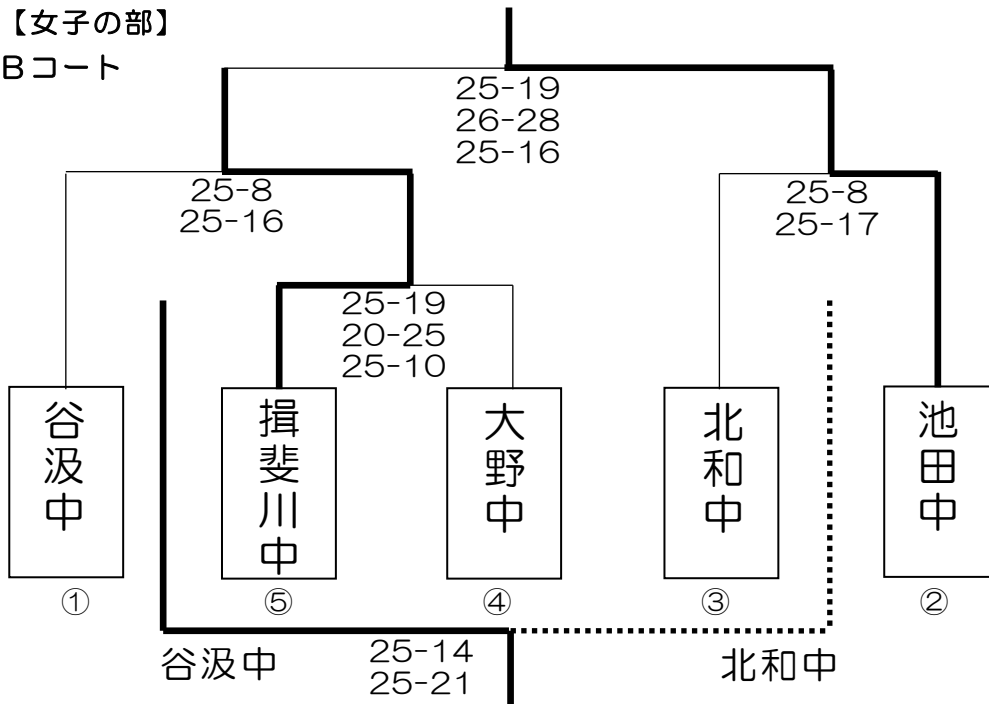 【女子の部】
Bコート
25-19
26-28
25-16
25-8
25-16
25-8
25-17
25-19
20-25
25-10
谷汲中
揖斐川中
大野中
北和中
池田中
①
⑤
④
③
②
谷汲中
25-14
25-21
北和中